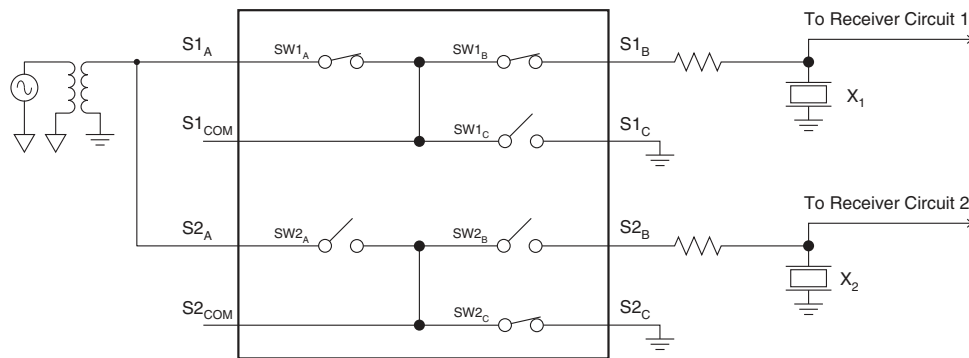 To Receiver Circuit 1
S1A
SW1A
SW1B
S1B
X1
S1COM
SW1C
S1C
To Receiver Circuit 2
S2A
SW2A
SW2B
S2B
X2
S2COM
SW2C
S2C